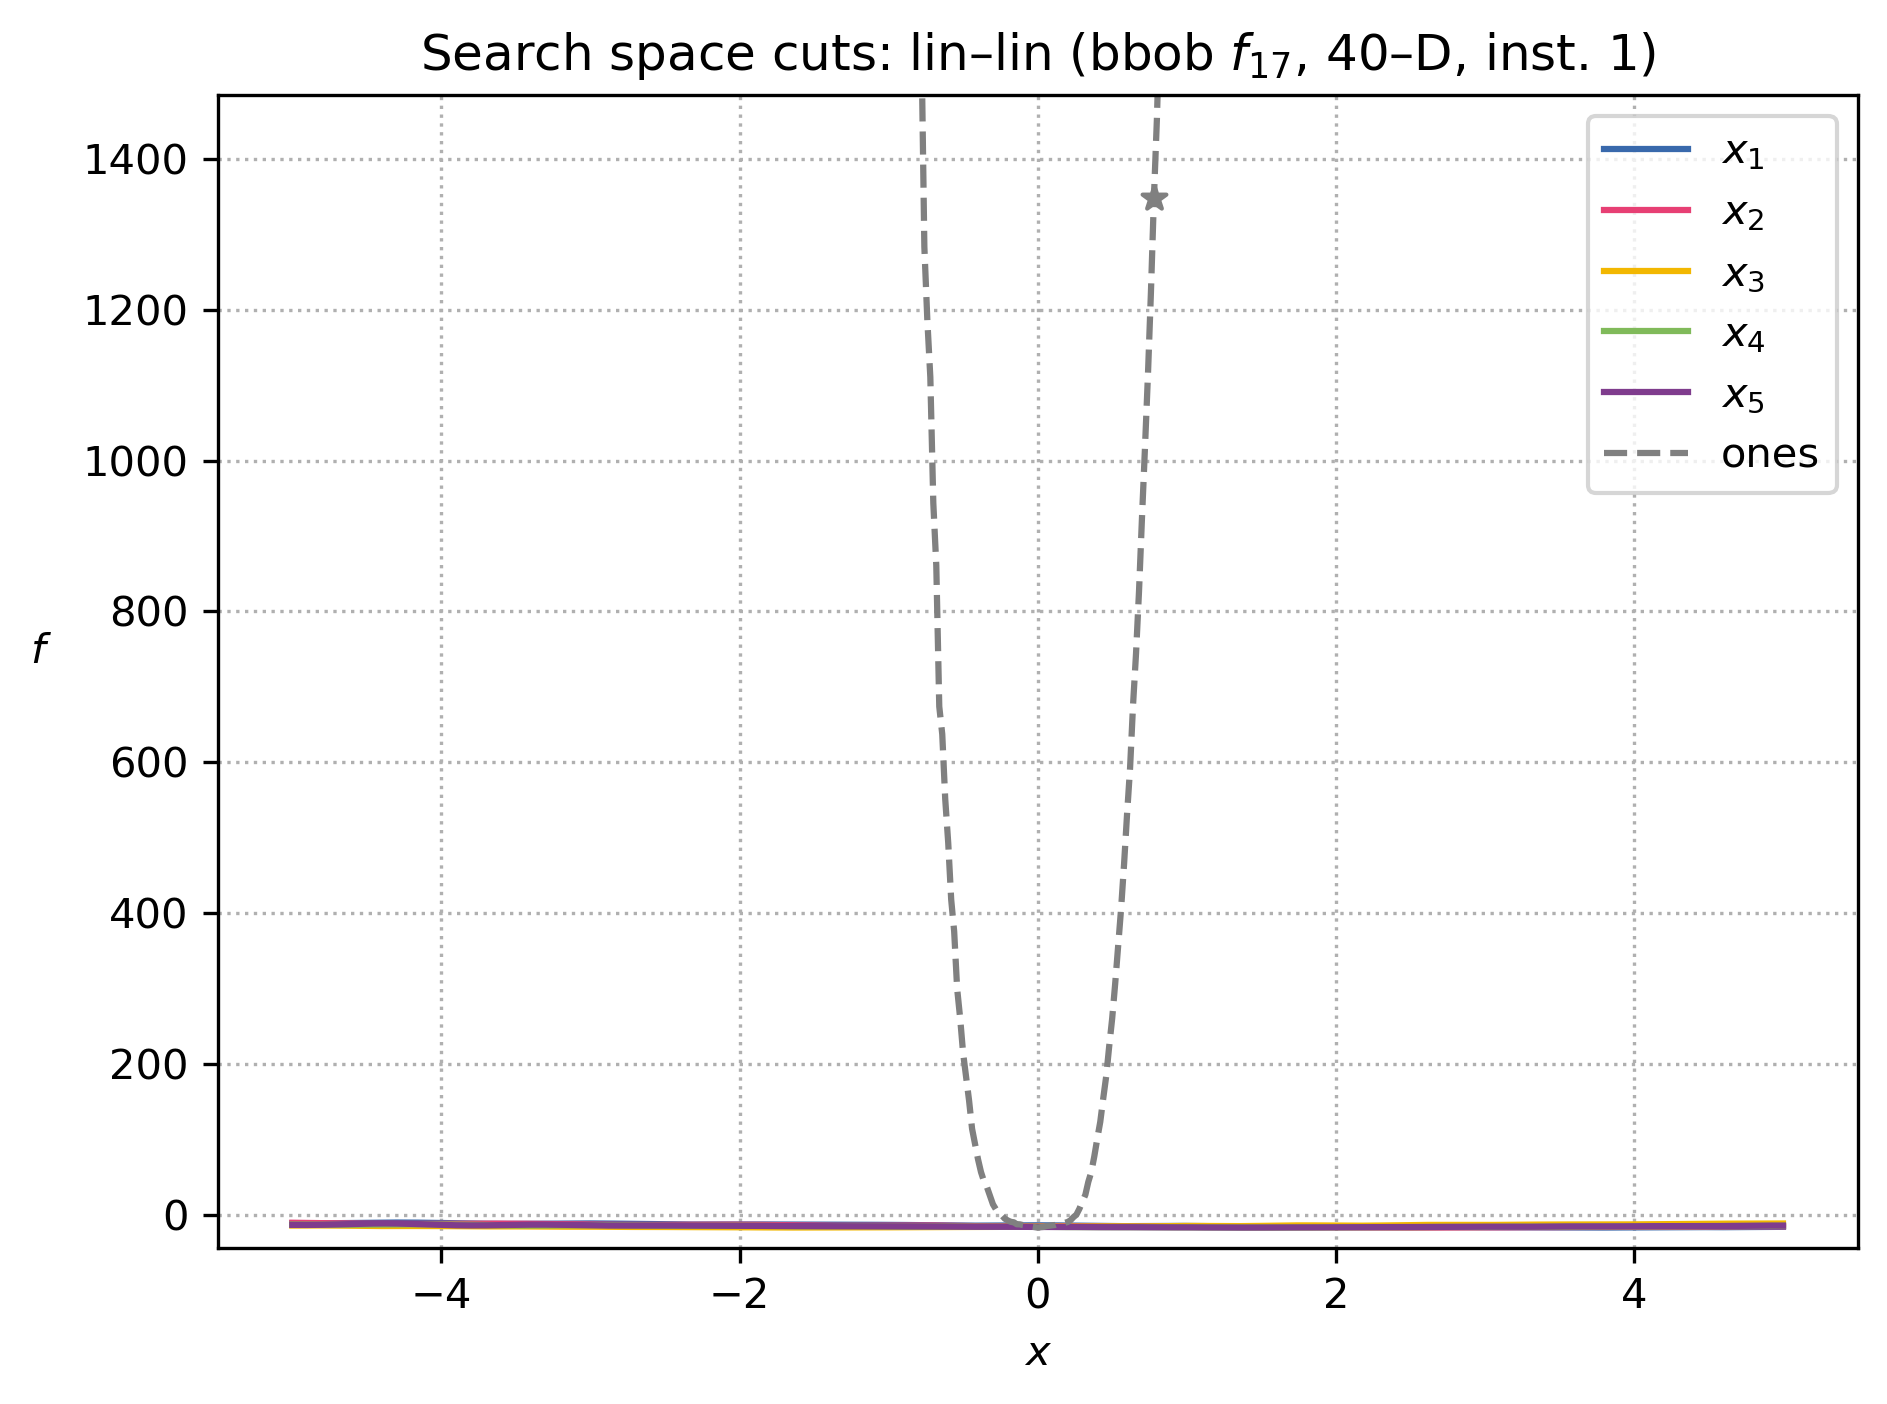 Search space cuts: lin–lin (bbob f₁₇, 40–D, inst. 1)
1400
1200
1000
800
600
400
200
0
f
−4
−2
0
2
4
x
x₁
x₂
x₃
x₄
x₅
ones